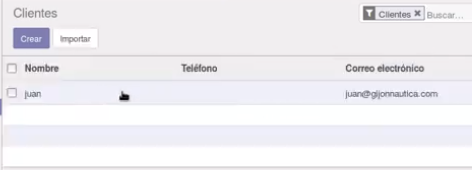 Clientes
Clientes × Buscar...
Crear Importar
Nombre Teléfono Correo electrónico
juan juan@gijonnautica.com